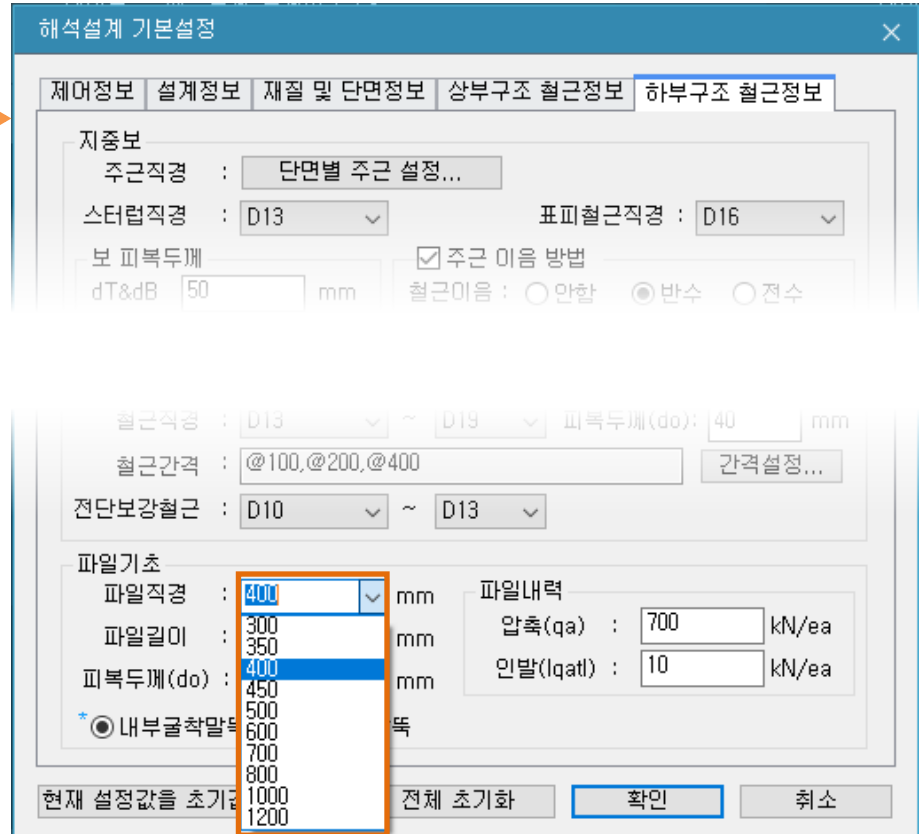 해석설계 기본설정
제어정보 설계정보 재질 및 단면정보 상부구조 철근정보 하부구조 철근정보
지중보
주근직경 : 단면별 주근 설정...
스터럽직경 : D13 표피철근직경 : D16
보 피복두께 주근 이음 방법
dT&dB 50 mm 철근이음 : 안함 반수 전수
철근직경 : D13 ~ D19 피복두께(do): 40 mm
철근간격 : @100,@200,@400 간격설정...
전단보강철근 : D10 ~ D13
파일기초
파일직경 : 400 mm 파일내력
파일길이 : mm 압축(qa) : 700 kN/ea
피복두께(do) : mm 인발(lqatl) : 10 kN/ea
300
350
400
450
500
600
700
800
1000
1200
* 내부굴착말뚝 뚝
현재 설정값을 초기 전체 초기화 확인 취소